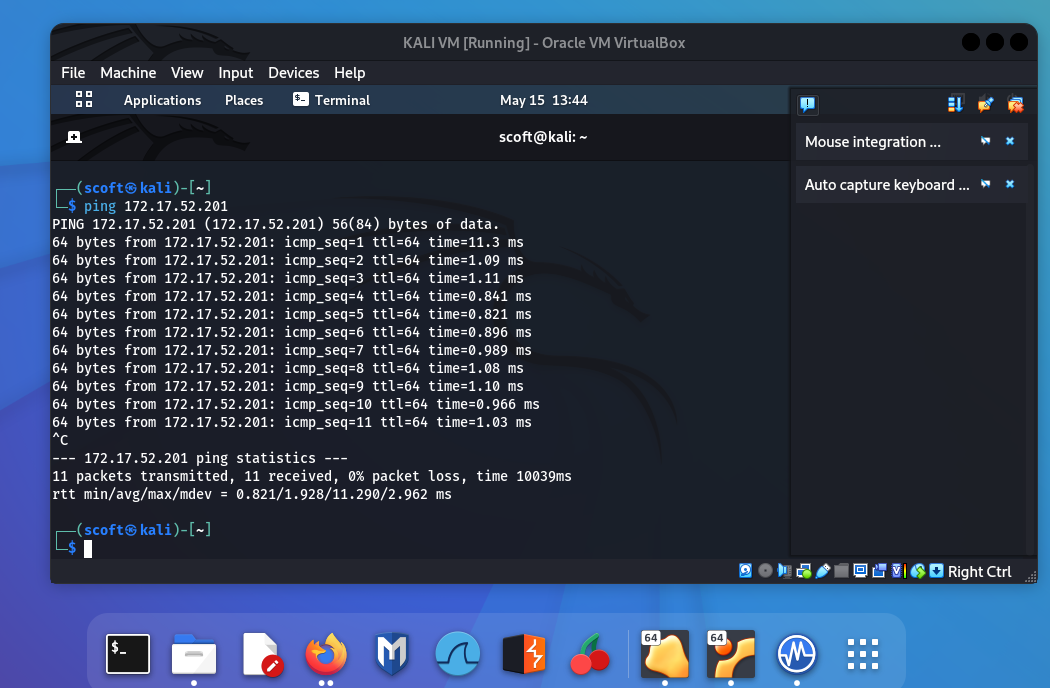 KALI VM [Running] - Oracle VM VirtualBox
File Machine View Input Devices Help
Applications Places $_ Terminal May 15 13:44
scoft@kali: ~
Mouse integration ...
Auto capture keyboard ...
┌──(scoft㉿kali)-[~]
└─$ ping 172.17.52.201
PING 172.17.52.201 (172.17.52.201) 56(84) bytes of data.
64 bytes from 172.17.52.201: icmp_seq=1 ttl=64 time=11.3 ms
64 bytes from 172.17.52.201: icmp_seq=2 ttl=64 time=1.09 ms
64 bytes from 172.17.52.201: icmp_seq=3 ttl=64 time=1.11 ms
64 bytes from 172.17.52.201: icmp_seq=4 ttl=64 time=0.841 ms
64 bytes from 172.17.52.201: icmp_seq=5 ttl=64 time=0.821 ms
64 bytes from 172.17.52.201: icmp_seq=6 ttl=64 time=0.896 ms
64 bytes from 172.17.52.201: icmp_seq=7 ttl=64 time=0.989 ms
64 bytes from 172.17.52.201: icmp_seq=8 ttl=64 time=1.08 ms
64 bytes from 172.17.52.201: icmp_seq=9 ttl=64 time=1.10 ms
64 bytes from 172.17.52.201: icmp_seq=10 ttl=64 time=0.966 ms
64 bytes from 172.17.52.201: icmp_seq=11 ttl=64 time=1.03 ms
^C
--- 172.17.52.201 ping statistics ---
11 packets transmitted, 11 received, 0% packet loss, time 10039ms
rtt min/avg/max/mdev = 0.821/1.928/11.290/2.962 ms
┌──(scoft㉿kali)-[~]
└─$
Right Ctrl
$_
M
64
64